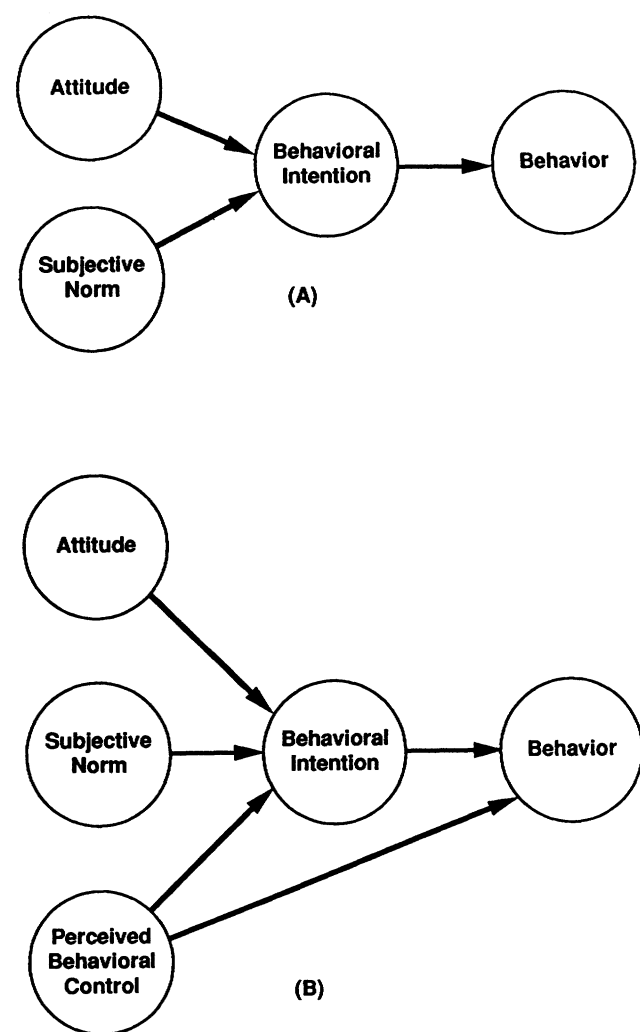 Attitude
Behavioral
Intention
Behavior
Subjective
Norm
(A)
Attitude
Subjective
Norm
Behavioral
Intention
Behavior
Perceived
Behavioral
Control
(B)